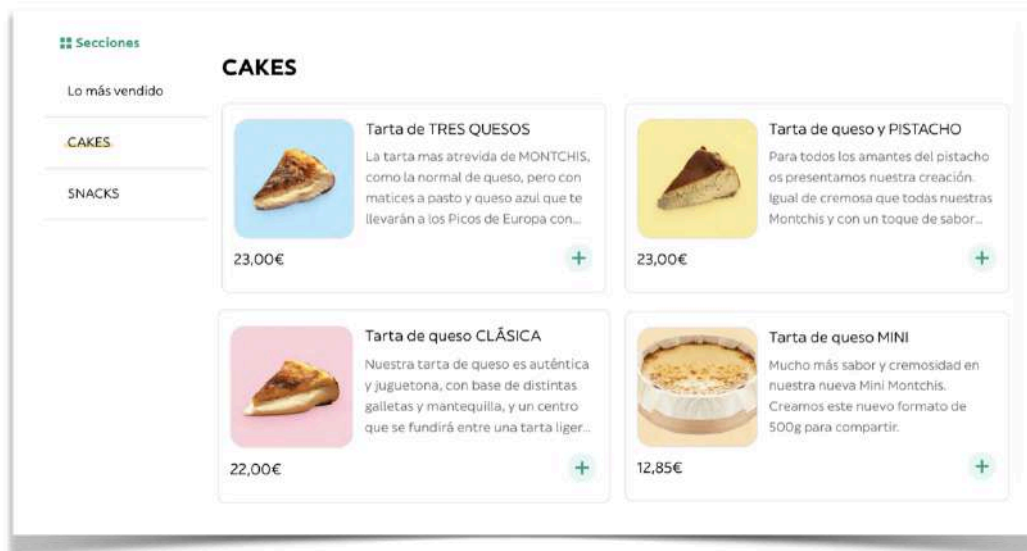 Secciones
Lo más vendido
CAKES
SNACKS
CAKES
Tarta de TRES QUESOS
La tarta mas atrevida de MONTCHIS,
como la normal de queso, pero con
matices a pasto y queso azul que te
llevarán a los Picos de Europa con...
23,00€
Tarta de queso y PISTACHO
Para todos los amantes del pistacho
os presentamos nuestra creación.
Igual de cremosa que todas nuestras
Montchis y con un toque de sabor...
23,00€
Tarta de queso CLÁSICA
Nuestra tarta de queso es auténtica
y juguetona, con base de distintas
galletas y mantequilla, y un centro
que se fundirá entre una tarta liger...
22,00€
Tarta de queso MINI
Mucho más sabor y cremosidad en
nuestra nueva Mini Montchis.
Creamos este nuevo formato de
500g para compartir.
12,85€